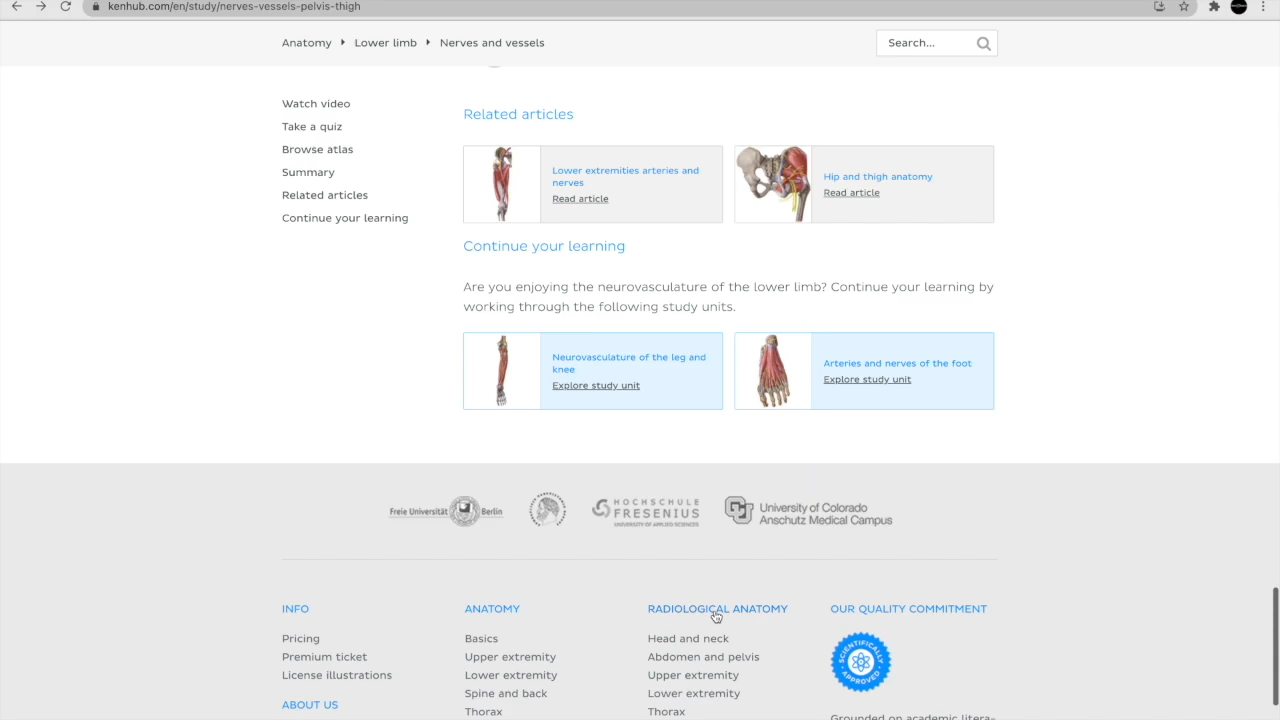 kenhub.com/en/study/nerves-vessels-pelvis-thigh
Anatomy Lower limb Nerves and vessels
Search...
Watch video
Take a quiz
Browse atlas
Summary
Related articles
Continue your learning
Related articles
Lower extremities arteries and
nerves
Read article
Hip and thigh anatomy
Read article
Continue your learning
Are you enjoying the neurovasculature of the lower limb? Continue your learning by
working through the following study units.
Neurovasculature of the leg and
knee
Explore study unit
Arteries and nerves of the foot
Explore study unit
Freie Universität Berlin
HOCHSCHULE
FRESENIUS
UNIVERSITY OF APPLIED SCIENCES
University of Colorado
Anschutz Medical Campus
INFO
Pricing
Premium ticket
License illustrations
ABOUT US
ANATOMY
Basics
Upper extremity
Lower extremity
Spine and back
Thorax
RADIOLOGICAL ANATOMY
Head and neck
Abdomen and pelvis
Upper extremity
Lower extremity
Thorax
OUR QUALITY COMMITMENT
SCIENTIFICALLY
APPROVED
Grounded on academic litera-